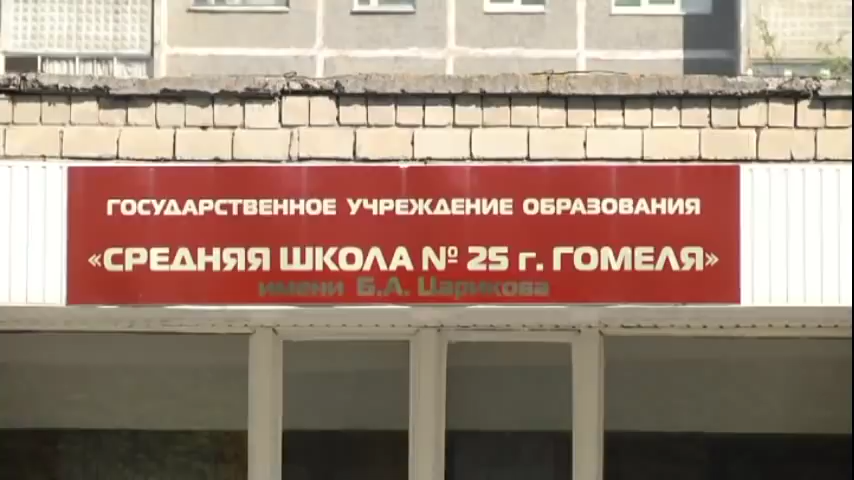 ГОСУДАРСТВЕННОЕ УЧРЕЖДЕНИЕ ОБРАЗОВАНИЯ
«СРЕДНЯЯ ШКОЛА № 25 г. ГОМЕЛЯ»
имени Б.А. Царикова